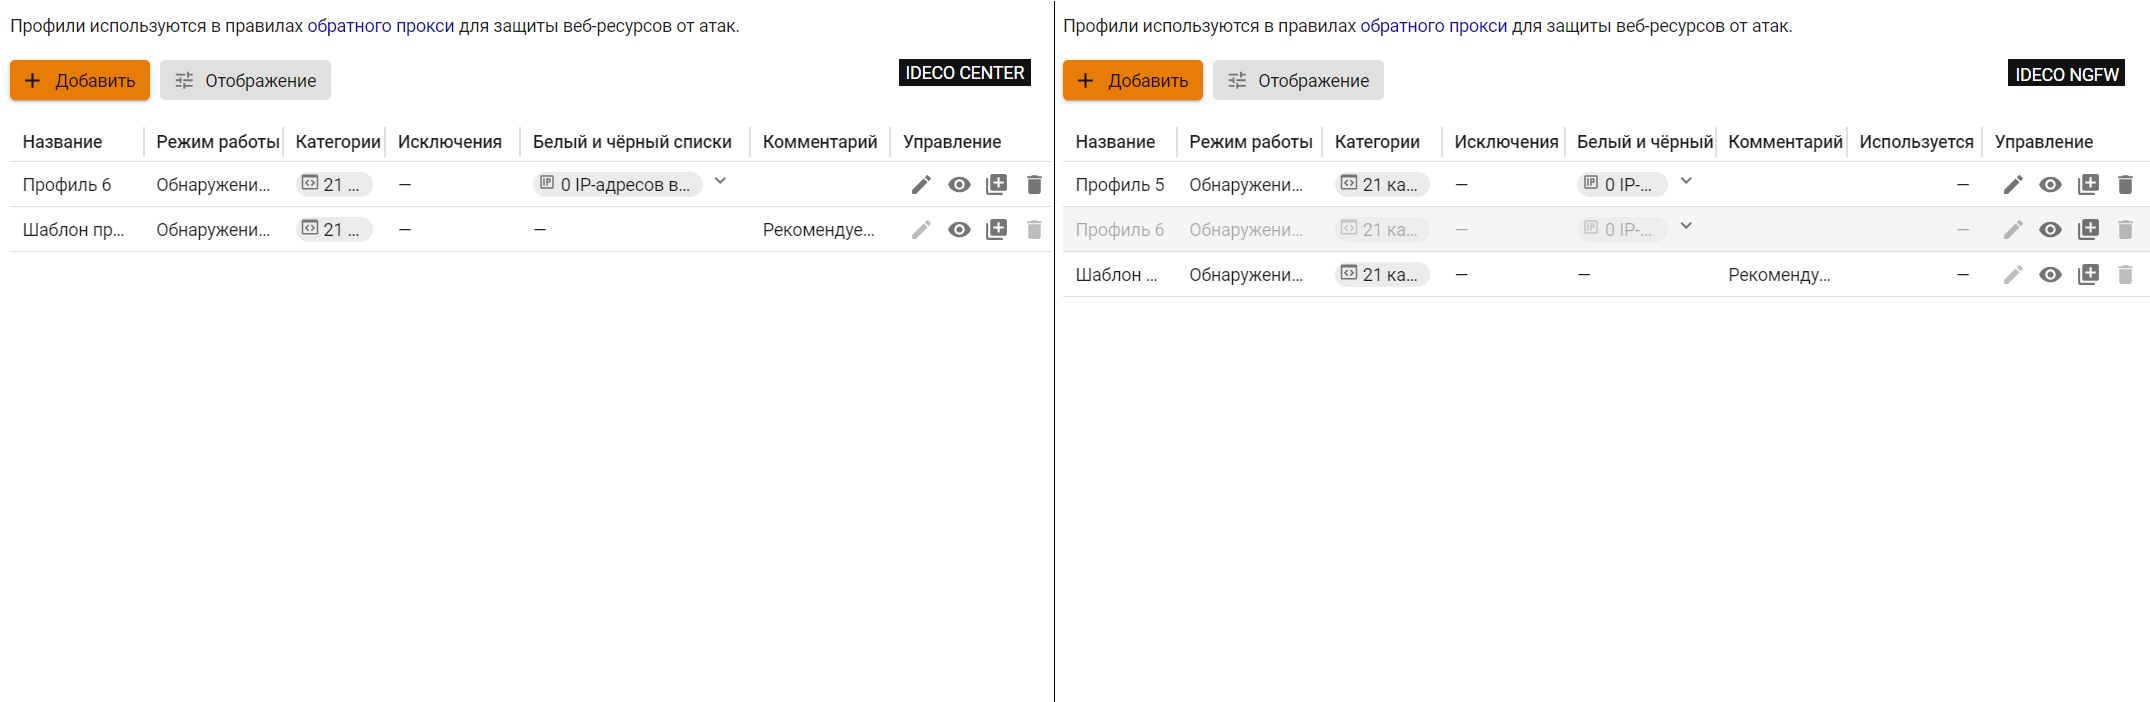 Профили используются в правилах обратного прокси для защиты веб-ресурсов от атак.
Добавить Отображение IDECO CENTER
Название Режим работы Категории Исключения Белый и чёрный списки Комментарий Управление
Профиль 6 Обнаружени... 21 ... — IP 0 IP-адресов в...
Шаблон пр... Обнаружени... 21 ... — — Рекомендуе...
Профили используются в правилах обратного прокси для защиты веб-ресурсов от атак.
Добавить Отображение IDECO NGFW
Название Режим работы Категории Исключения Белый и чёрный Комментарий Используется Управление
Профиль 5 Обнаружени... 21 ка... — IP 0 IP-... —
Профиль 6 Обнаружени... 21 ка... — IP 0 IP-... —
Шаблон ... Обнаружени... 21 ка... — — Рекоменду... —